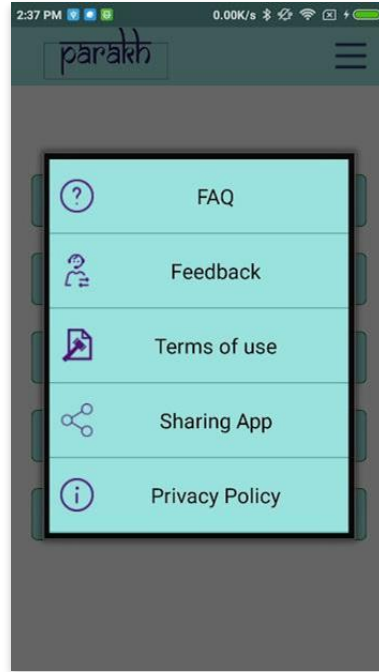 2:37 PM 0.00K/s
parakh
FAQ
Feedback
Terms of use
Sharing App
Privacy Policy